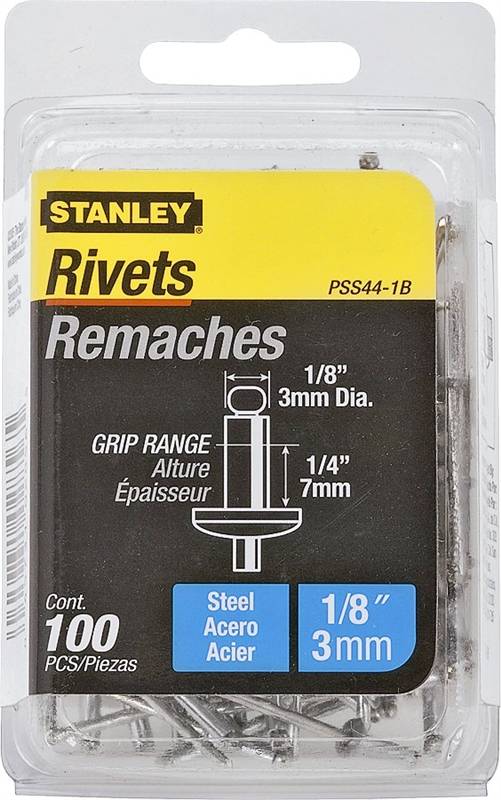 STANLEY®
Rivets
PSS44-1B
Remaches
1/8”
3mm Dia.
GRIP RANGE
Alture
Épaisseur
1/4”
7mm
Cont.
100
PCS/Piezas
Steel
Acero
Acier
1/8″
3mm